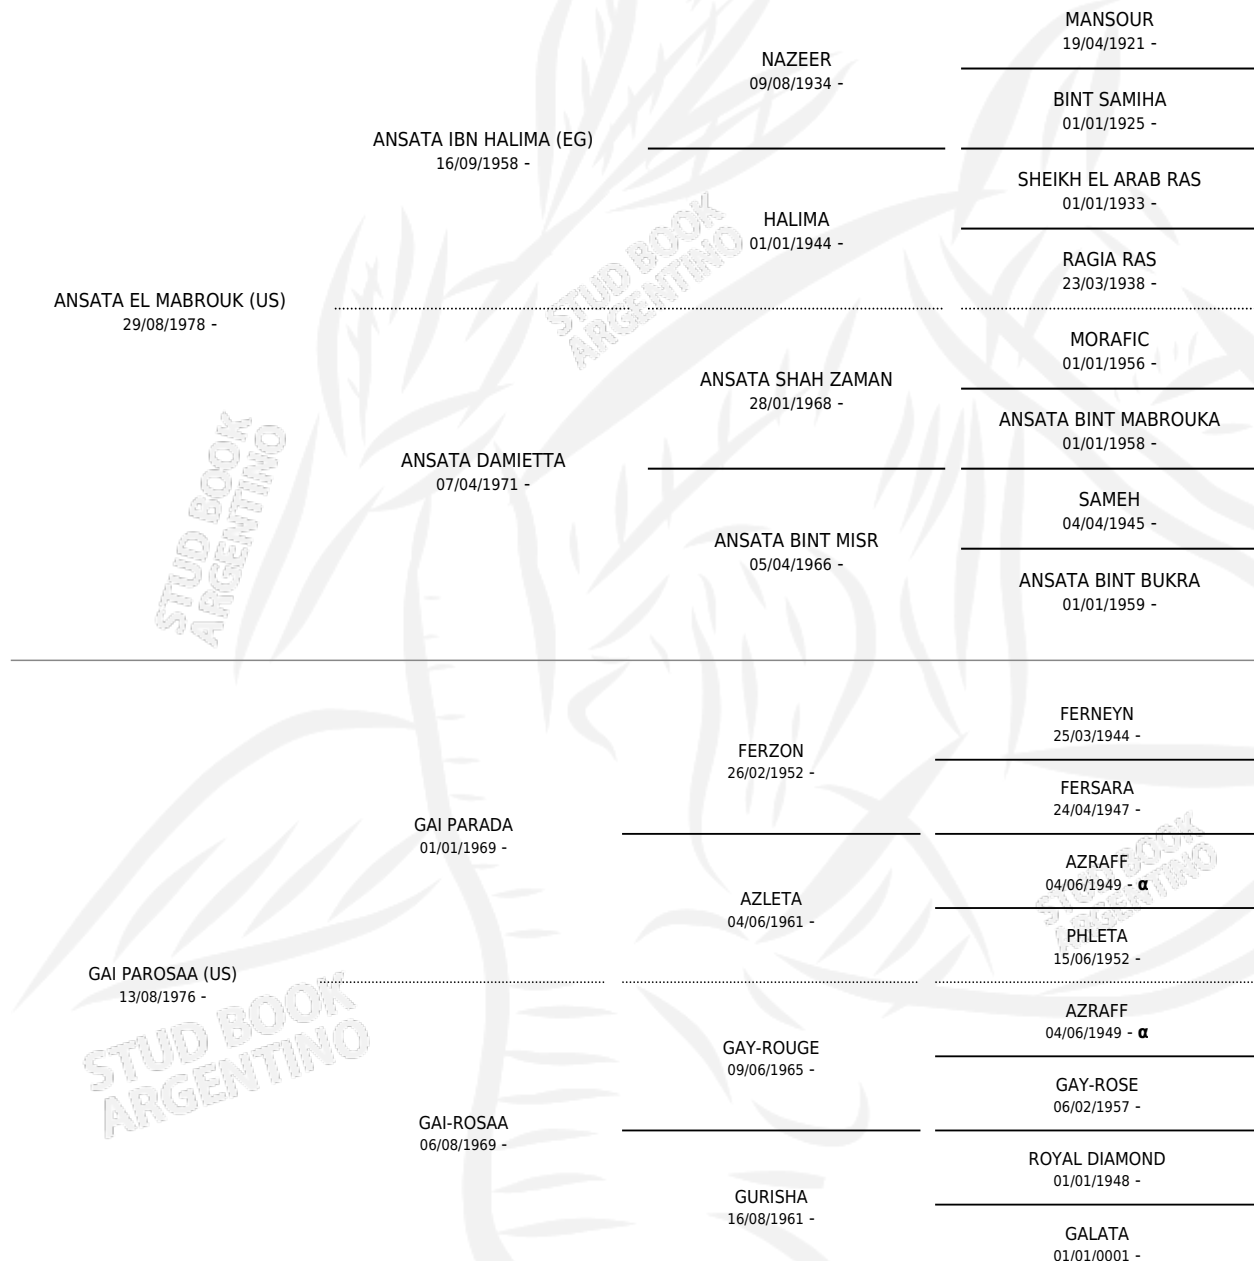 MANSOUR
19/04/1921 -
NAZEER
09/08/1934 -
BINT SAMIHA
01/01/1925 -
ANSATA IBN HALIMA (EG)
16/09/1958 -
SHEIKH EL ARAB RAS
01/01/1933 -
HALIMA
01/01/1944 -
RAGIA RAS
23/03/1938 -
ANSATA EL MABROUK (US)
29/08/1978 -
MORAFIC
01/01/1956 -
ANSATA SHAH ZAMAN
28/01/1968 -
ANSATA BINT MABROUKA
01/01/1958 -
ANSATA DAMIETTA
07/04/1971 -
SAMEH
04/04/1945 -
ANSATA BINT MISR
05/04/1966 -
ANSATA BINT BUKRA
01/01/1959 -
FERNEYN
25/03/1944 -
FERZON
26/02/1952 -
FERSARA
24/04/1947 -
GAI PARADA
01/01/1969 -
AZRAFF
04/06/1949 - α
AZLETA
04/06/1961 -
PHLETA
15/06/1952 -
GAI PAROSAA (US)
13/08/1976 -
AZRAFF
04/06/1949 - α
GAY-ROUGE
09/06/1965 -
GAY-ROSE
06/02/1957 -
GAI-ROSAA
06/08/1969 -
ROYAL DIAMOND
01/01/1948 -
GURISHA
16/08/1961 -
GALATA
01/01/0001 -
STUD BOOK
ARGENTINO
STUD BOOK
ARGENTINO
STUD BOOK
ARGENTINO
STUD BOOK
ARGENTINO